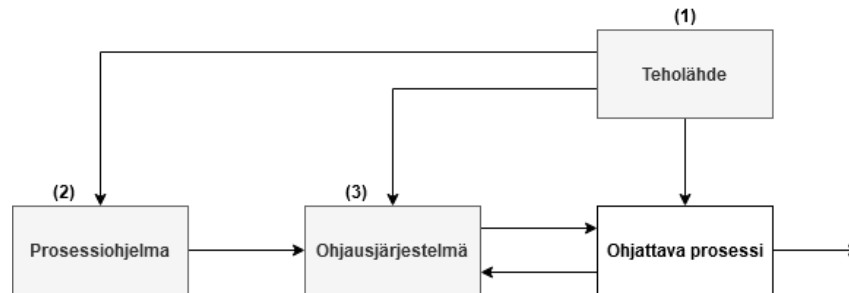 (1)
Teholähde
(2)
Prosessiohjelma
(3)
Ohjausjärjestelmä
Ohjattava prosessi